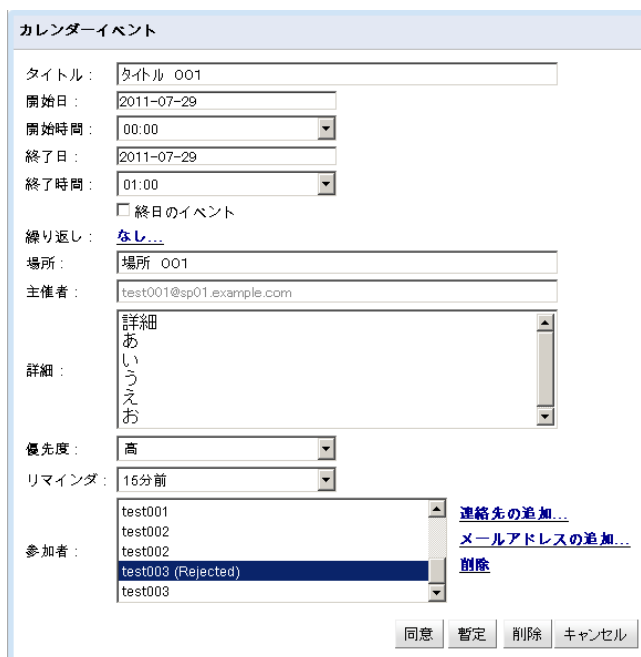 カレンダーイベント
タイトル : タイトル 001
開始日 : 2011-07-29
開始時間 : 00:00
終了日 : 2011-07-29
終了時間 : 01:00
終日のイベント
繰り返し : なし...
場所 : 場所 001
主催者 : test001@sp01.example.com
詳細 : 詳細
あ
い
う
え
お
優先度 : 高
リマインダ : 15分前
参加者 : test001
test002
test002
test003 (Rejected)
test003
連絡先の追加...
メールアドレスの追加...
削除
同意 暫定 削除 キャンセル